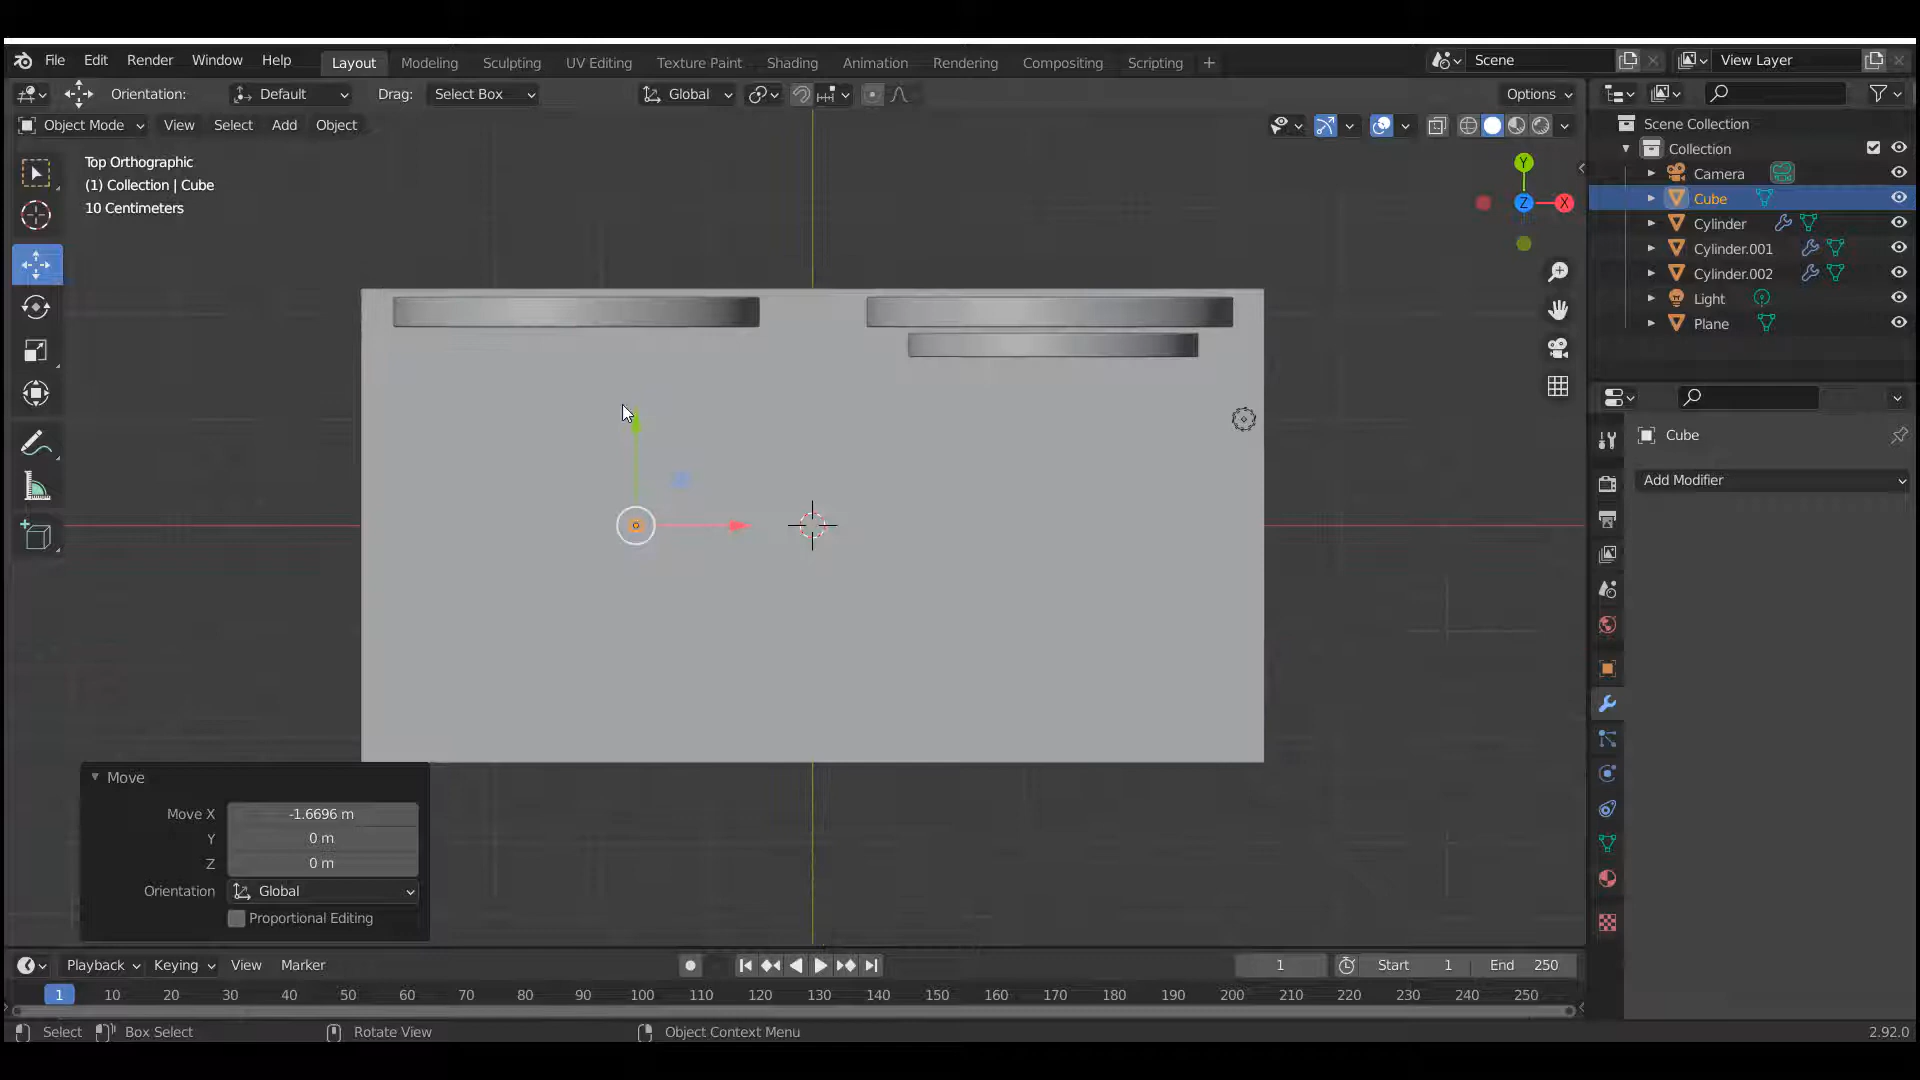 File Edit Render Window Help Layout Modeling Sculpting UV Editing Texture Paint Shading Animation Rendering Compositing Scripting + Scene View Layer
Orientation: Default Drag: Select Box Global Options
Object Mode View Select Add Object
Top Orthographic
(1) Collection | Cube
10 Centimeters
Y
Z
X
Scene Collection
Collection
Camera
Cube
Cylinder
Cylinder.001
Cylinder.002
Light
Plane
Cube
Add Modifier
Move
Move X -1.6696 m
Y 0 m
Z 0 m
Orientation Global
Proportional Editing
Playback Keying View Marker 1 Start 1 End 250
1 10 20 30 40 50 60 70 80 90 100 110 120 130 140 150 160 170 180 190 200 210 220 230 240 250
Select Box Select Rotate View Object Context Menu 2.92.0